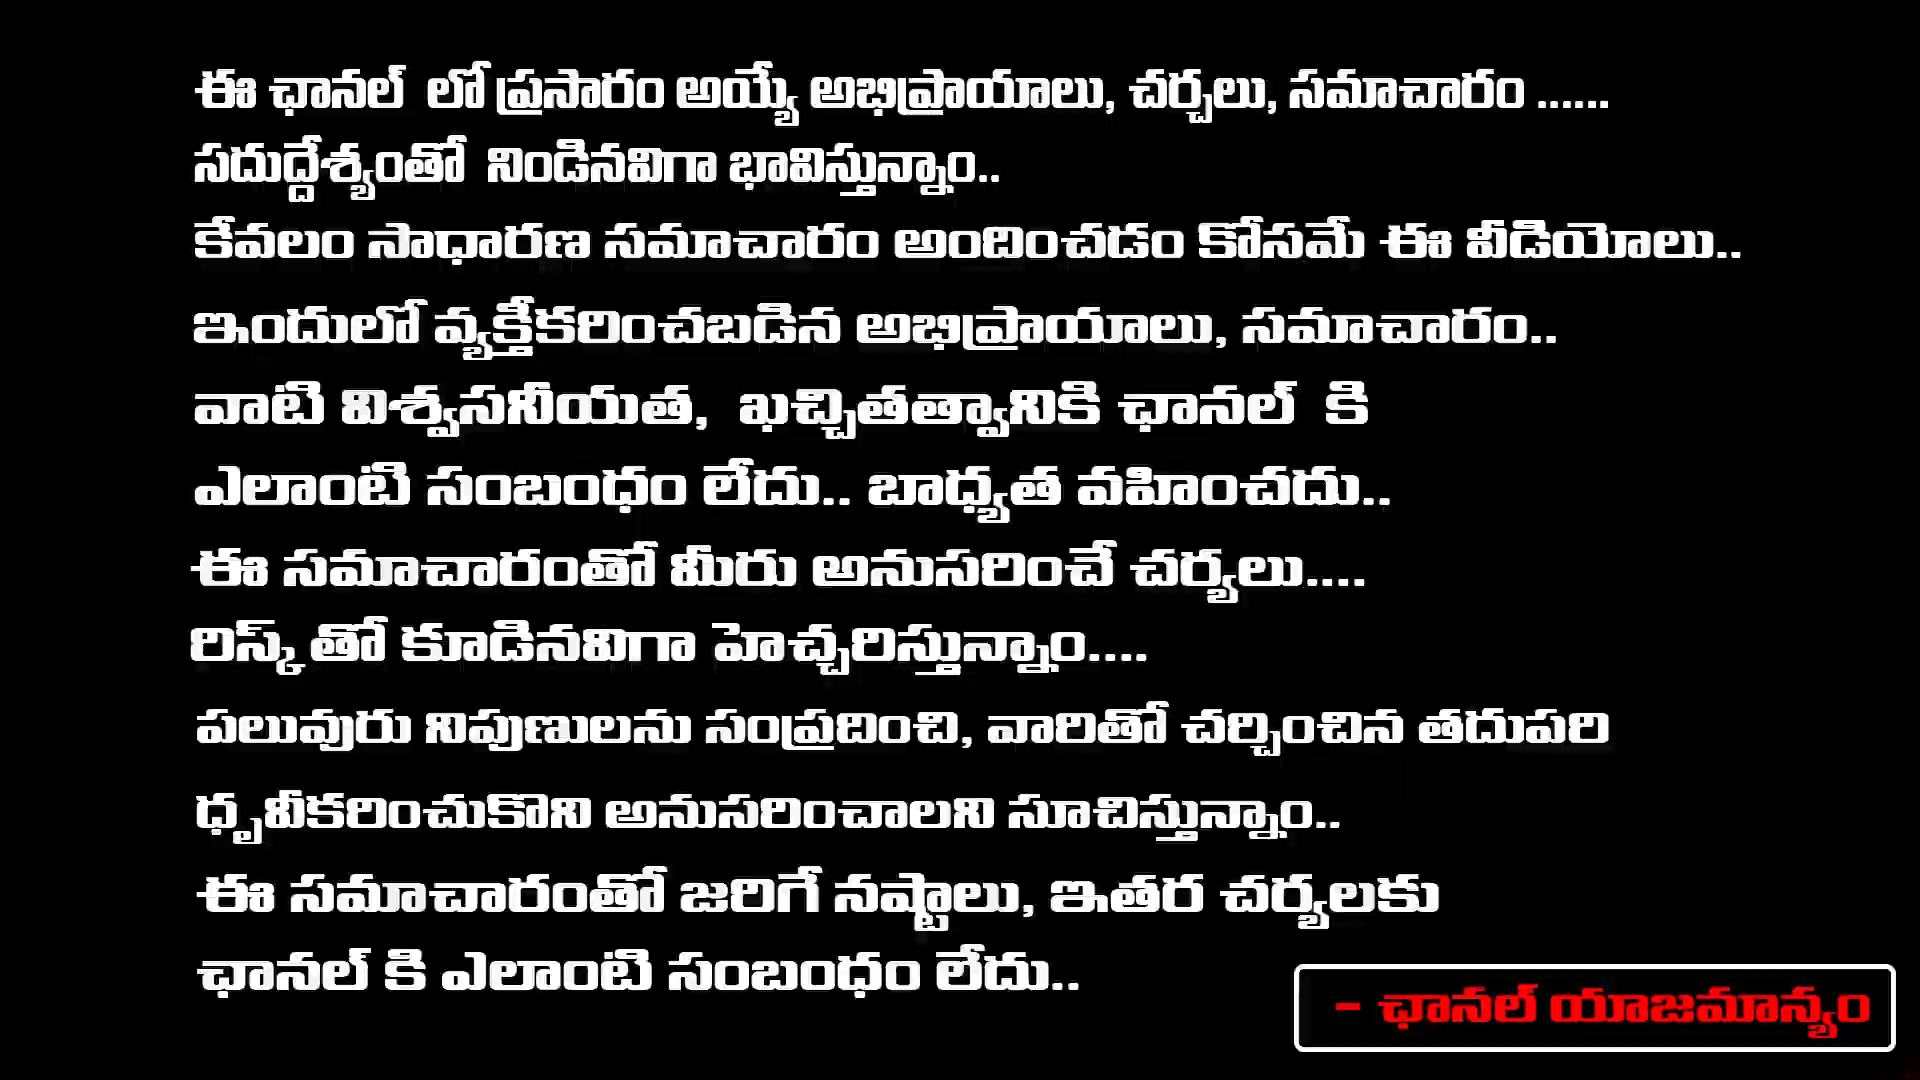 ఈ ఛానల్ లో ప్రసారం అయ్యే అభిప్రాయాలు, చర్చలు, సమాచారం ......
సదుద్దేశ్యంతో నిండినవిగా భావిస్తున్నాం..
కేవలం సాధారణ సమాచారం అందించడం కోసమే ఈ వీడియోలు..
ఇందులో వ్యక్తీకరించబడిన అభిప్రాయాలు, సమాచారం..
వాటి విశ్వసనీయత, ఖచ్చితత్వానికి ఛానల్ కి
ఎలాంటి సంబంధం లేదు.. బాధ్యత వహించదు..
ఈ సమాచారంతో మీరు అనుసరించే చర్యలు....
రిస్క్ తో కూడినవిగా హెచ్చరిస్తున్నాం....
పలువురు నిపుణులను సంప్రదించి, వారితో చర్చించిన తదుపరి
ధృవీకరించుకొని అనుసరించాలని సూచిస్తున్నాం..
ఈ సమాచారంతో జరిగే నష్టాలు, ఇతర చర్యలకు
ఛానల్ కి ఎలాంటి సంబంధం లేదు..
- ఛానల్ యాజమాన్యం